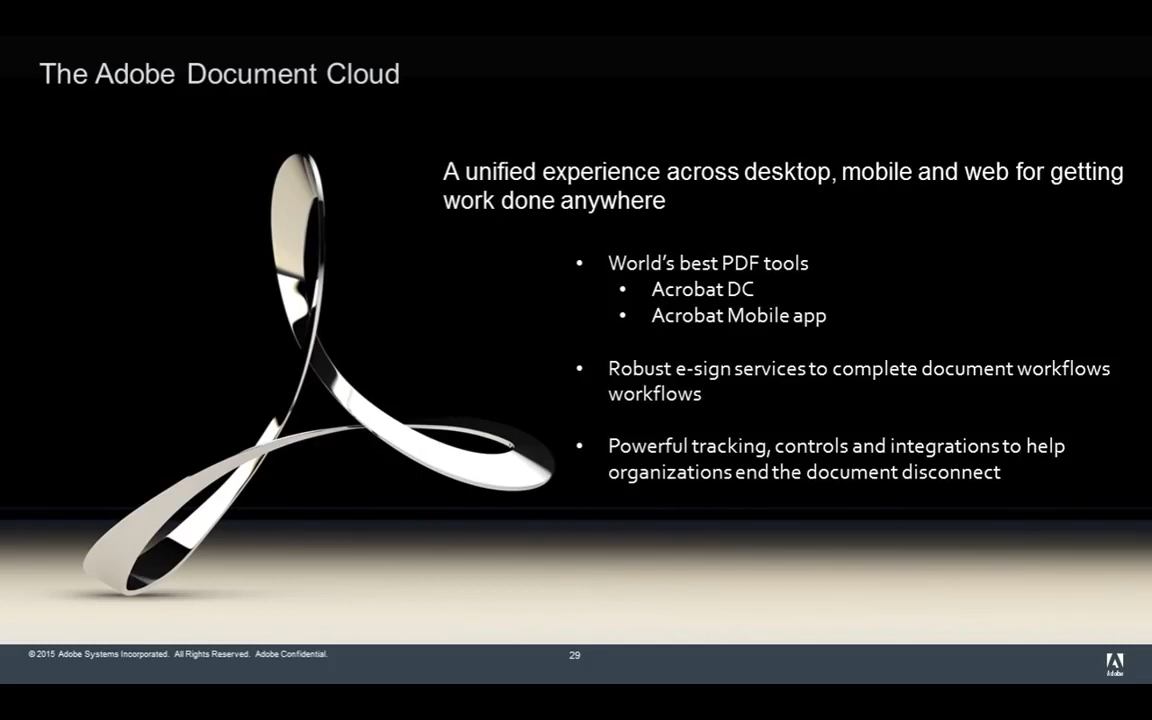 The Adobe Document Cloud
A unified experience across desktop, mobile and web for getting
work done anywhere
• World's best PDF tools
• Acrobat DC
• Acrobat Mobile app
• Robust e-sign services to complete document workflows
workflows
• Powerful tracking, controls and integrations to help
organizations end the document disconnect
© 2015 Adobe Systems Incorporated. All Rights Reserved. Adobe Confidential.
29
Adobe